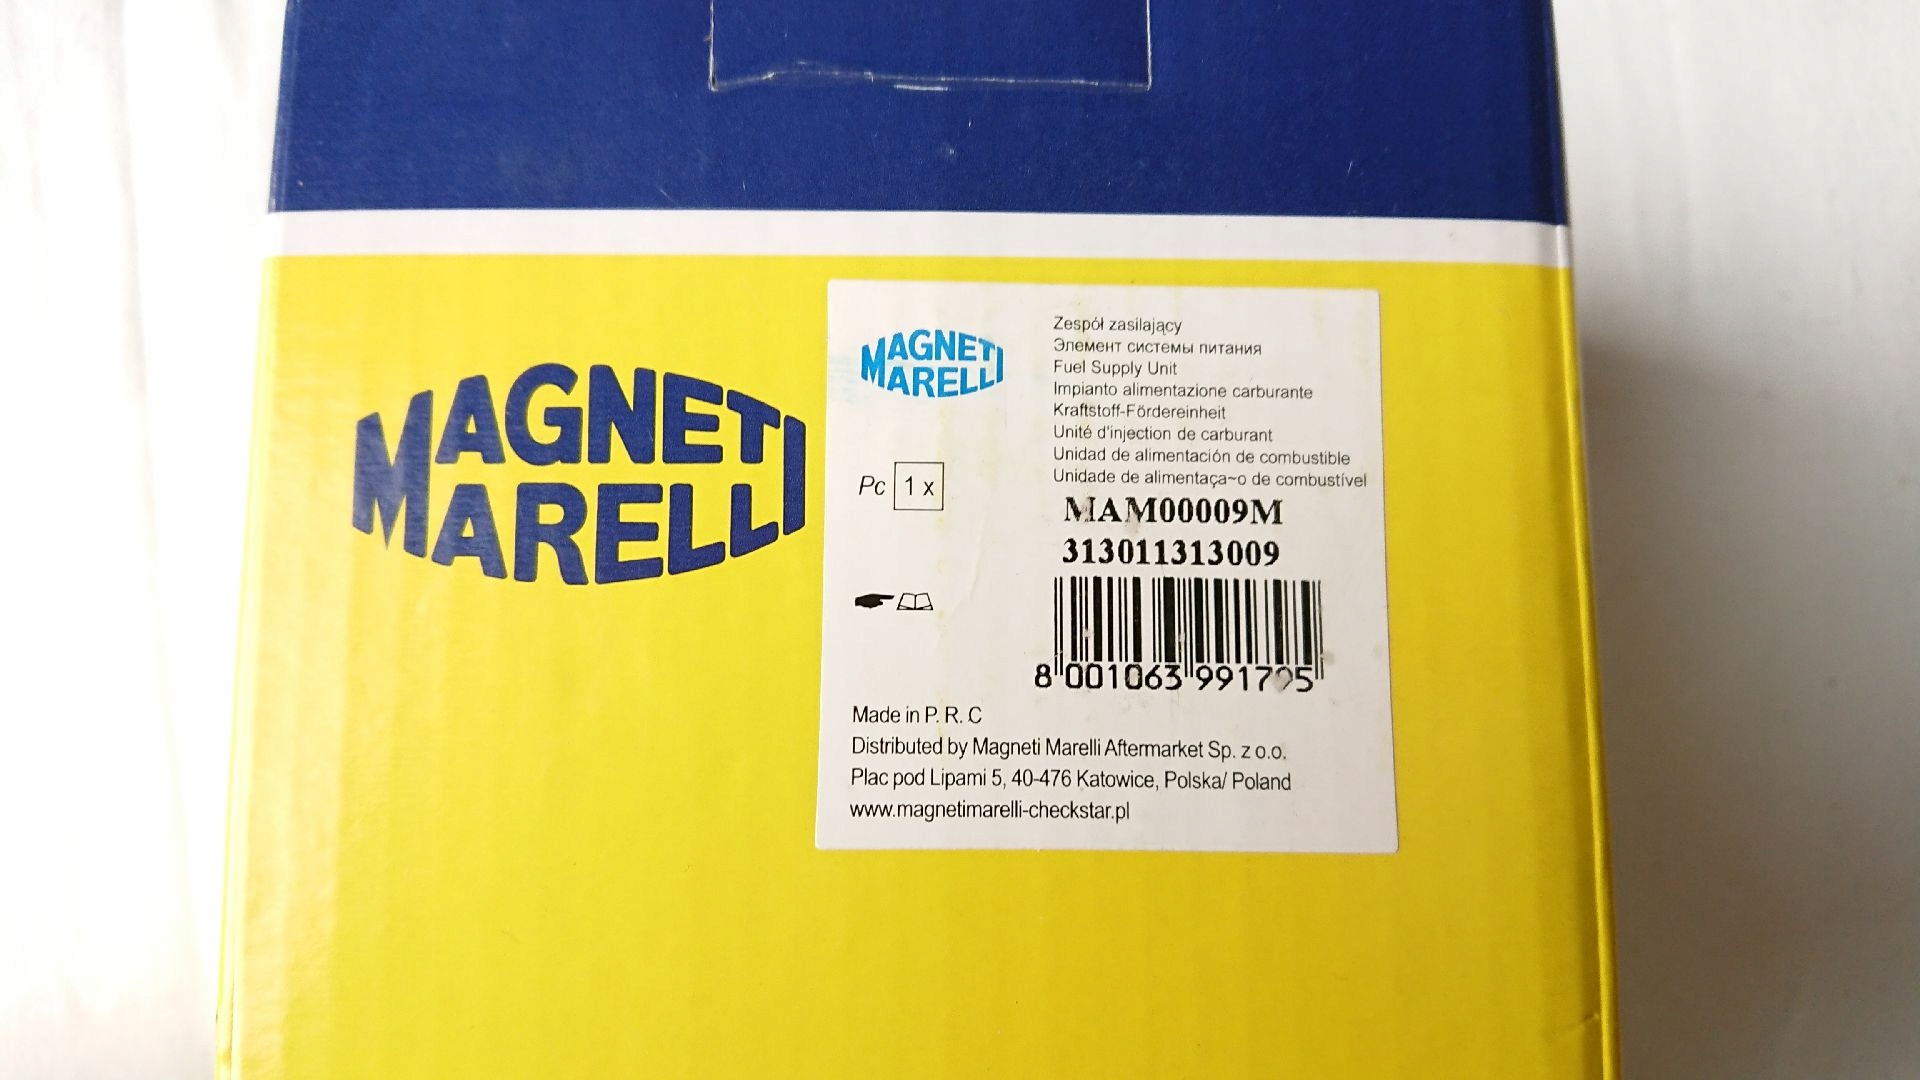 MAGNETI
MARELLI
MAGNETI
MARELLI
Zespół zasilający
Элемент системы питания
Fuel Supply Unit
Impianto alimentazione carburante
Kraftstoff-Fördereinheit
Unité d'injection de carburant
Unidad de alimentación de combustible
Unidade de alimentaça~o de combustível
Pc 1 x
MAM00009M
313011313009
8 001063
Made in P. R. C
Distributed by Magneti Marelli Aftermarket Sp. z o.o.
Plac pod Lipami 5, 40-476 Katowice, Polska/ Poland
www.magnetimarelli-checkstar.pl